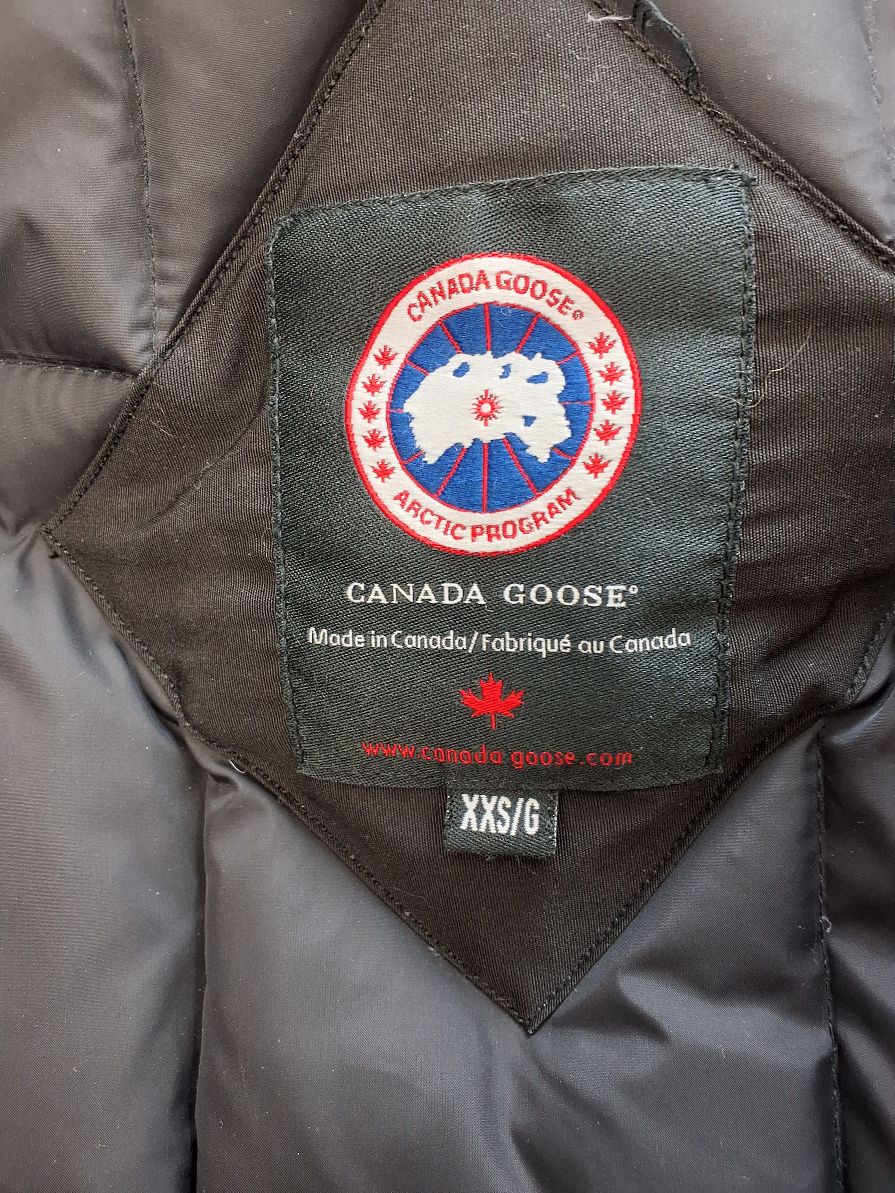 CANADA GOOSE®
ARCTIC PROGRAM
CANADA GOOSE®
Made in Canada/Fabriqué au Canada
www.canada goose.com
XXS/G